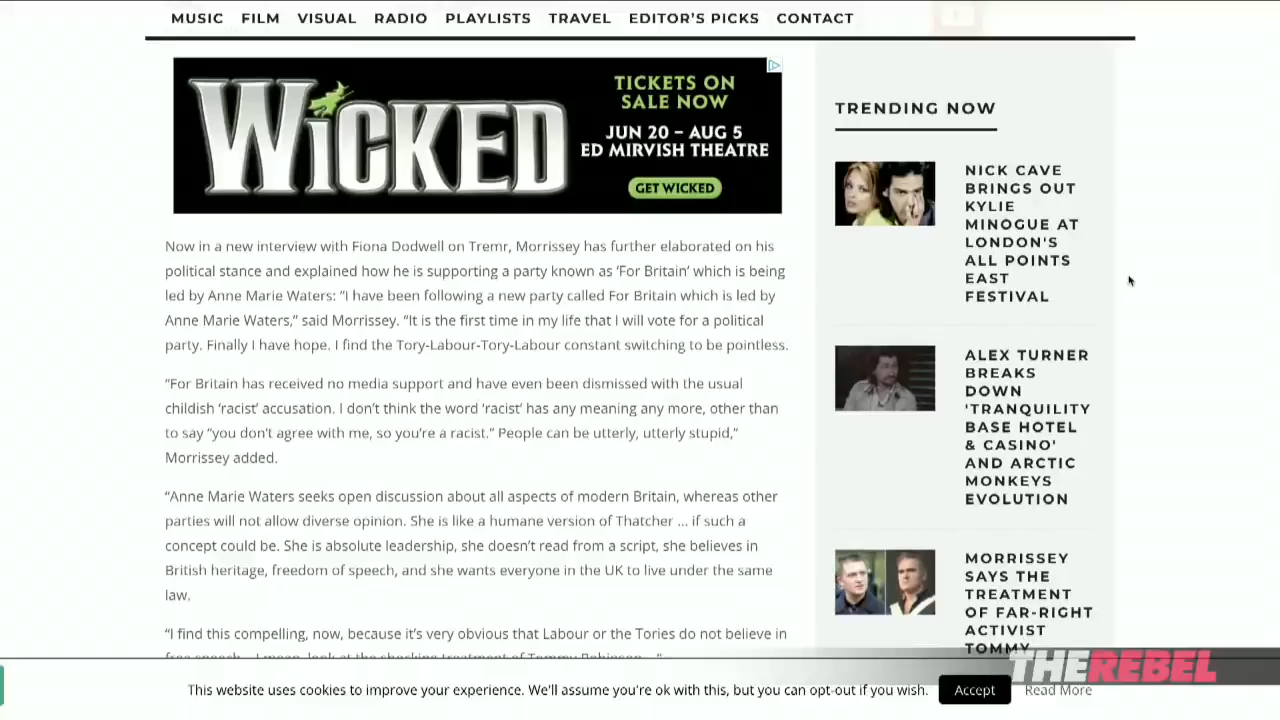 MUSIC FILM VISUAL RADIO PLAYLISTS TRAVEL EDITOR'S PICKS CONTACT
WICKED
TICKETS ON
SALE NOW
JUN 20 – AUG 5
ED MIRVISH THEATRE
GET WICKED
Now in a new interview with Fiona Dodwell on Tremr, Morrissey has further elaborated on his
political stance and explained how he is supporting a party known as ‘For Britain’ which is being
led by Anne Marie Waters: “I have been following a new party called For Britain which is led by
Anne Marie Waters,” said Morrissey. “It is the first time in my life that I will vote for a political
party. Finally I have hope. I find the Tory-Labour-Tory-Labour constant switching to be pointless.
“For Britain has received no media support and have even been dismissed with the usual
childish ‘racist’ accusation. I don’t think the word ‘racist’ has any meaning any more, other than
to say “you don’t agree with me, so you’re a racist.” People can be utterly, utterly stupid,”
Morrissey added.
“Anne Marie Waters seeks open discussion about all aspects of modern Britain, whereas other
parties will not allow diverse opinion. She is like a humane version of Thatcher … if such a
concept could be. She is absolute leadership, she doesn’t read from a script, she believes in
British heritage, freedom of speech, and she wants everyone in the UK to live under the same
law.
“I find this compelling, now, because it’s very obvious that Labour or the Tories do not believe in
free speech… I mean, look at the shocking treatment of Tommy Robinson …“
TRENDING NOW
NICK CAVE
BRINGS OUT
KYLIE
MINOGUE AT
LONDON'S
ALL POINTS
EAST
FESTIVAL
ALEX TURNER
BREAKS
DOWN
'TRANQUILITY
BASE HOTEL
& CASINO'
AND ARCTIC
MONKEYS
EVOLUTION
MORRISSEY
SAYS THE
TREATMENT
OF FAR-RIGHT
ACTIVIST
TOMMY
THEREBEL
This website uses cookies to improve your experience. We'll assume you're ok with this, but you can opt-out if you wish. Accept Read More